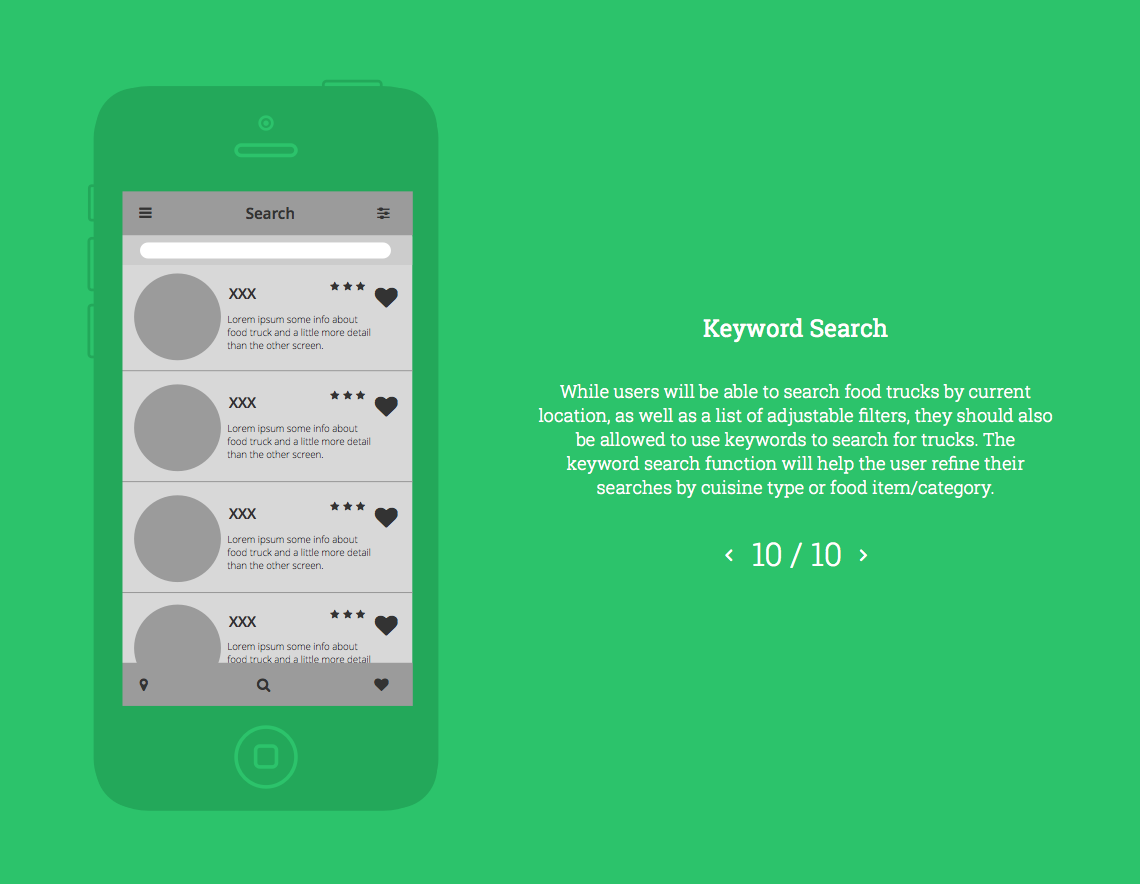 Search
XXX
Lorem ipsum some info about
food truck and a little more detail
than the other screen.
XXX
Lorem ipsum some info about
food truck and a little more detail
than the other screen.
XXX
Lorem ipsum some info about
food truck and a little more detail
than the other screen.
XXX
Lorem ipsum some info about
food truck and a little more detail
Keyword Search
While users will be able to search food trucks by current
location, as well as a list of adjustable filters, they should also
be allowed to use keywords to search for trucks. The
keyword search function will help the user refine their
searches by cuisine type or food item/category.
10 / 10